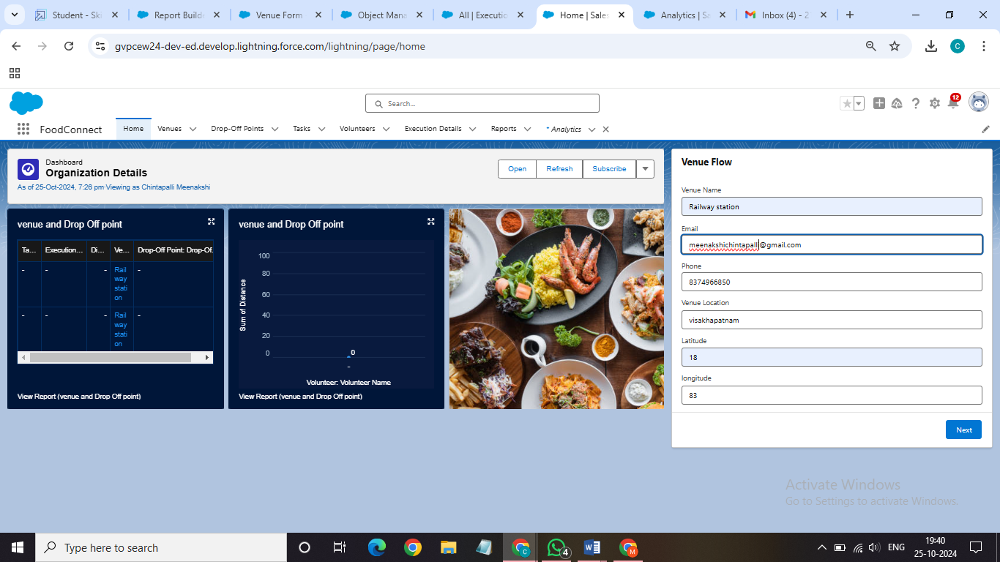 Student - Ska
Report Builde
Venue Form
Object Mana
All | Executio
Home | Sales
Analytics | Sa
Inbox (4) - 2
gvpcew24-dev-ed.develop.lightning.force.com/lightning/page/home
C
Search...
12
FoodConnect
Home
Venues
Drop-Off Points
Tasks
Volunteers
Execution Details
Reports
* Analytics
Dashboard
Organization Details
As of 25-Oct-2024, 7:26 pm·Viewing as Chintapalli Meenakshi
Open
Refresh
Subscribe
venue and Drop Off point
Ta... Execution... Di... Ve... Drop-Off Point: Drop-Of.
- - - Rail -
way
stati
on
- - - Rail -
way
stati
on
View Report (venue and Drop Off point)
venue and Drop Off point
100
80
60
40
20
0
Sum of Distance
0
-
Volunteer: Volunteer Name
View Report (venue and Drop Off point)
Venue Flow
Venue Name
Railway station
Email
meenakshichintapall@gmail.com
Phone
8374966850
Venue Location
visakhapatnam
Latitude
18
longitude
83
Next
Activate Windows
Go to Settings to activate Windows.
Type here to search
C
4
M
ENG
19:40
25-10-2024